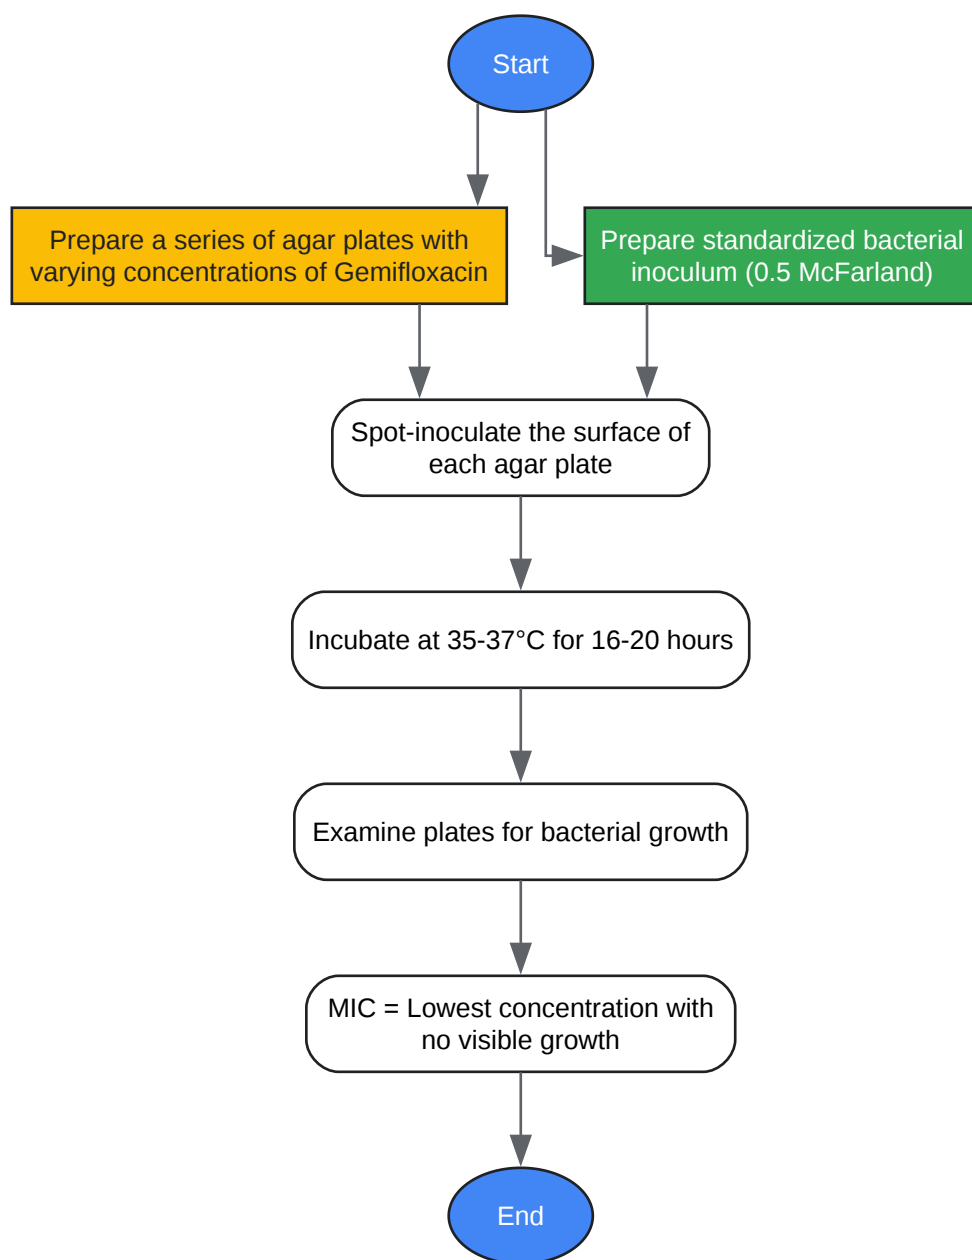 Start
Prepare a series of agar plates with
varying concentrations of Gemifloxacin
Prepare standardized bacterial
inoculum (0.5 McFarland)
Spot-inoculate the surface of
each agar plate
Incubate at 35-37°C for 16-20 hours
Examine plates for bacterial growth
MIC = Lowest concentration with
no visible growth
End